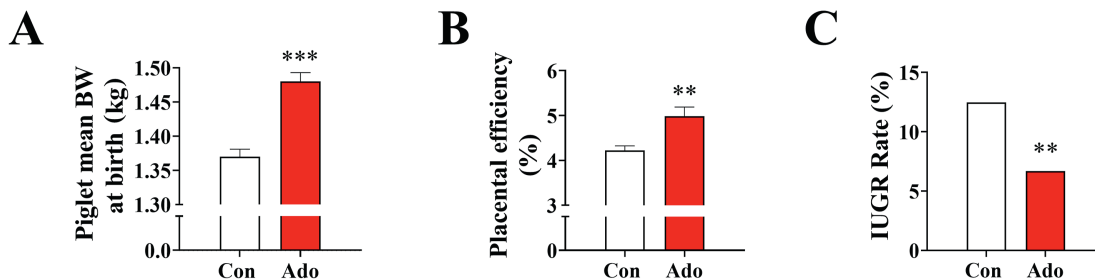 A
Piglet mean BW
at birth (kg)
1.50
1.45
1.40
1.35
1.30
0.0
***
Con
Ado
B
Placental efficiency
(%)
6
5
4
3
0
**
Con
Ado
C
IUGR Rate (%)
15
10
5
0
**
Con
Ado